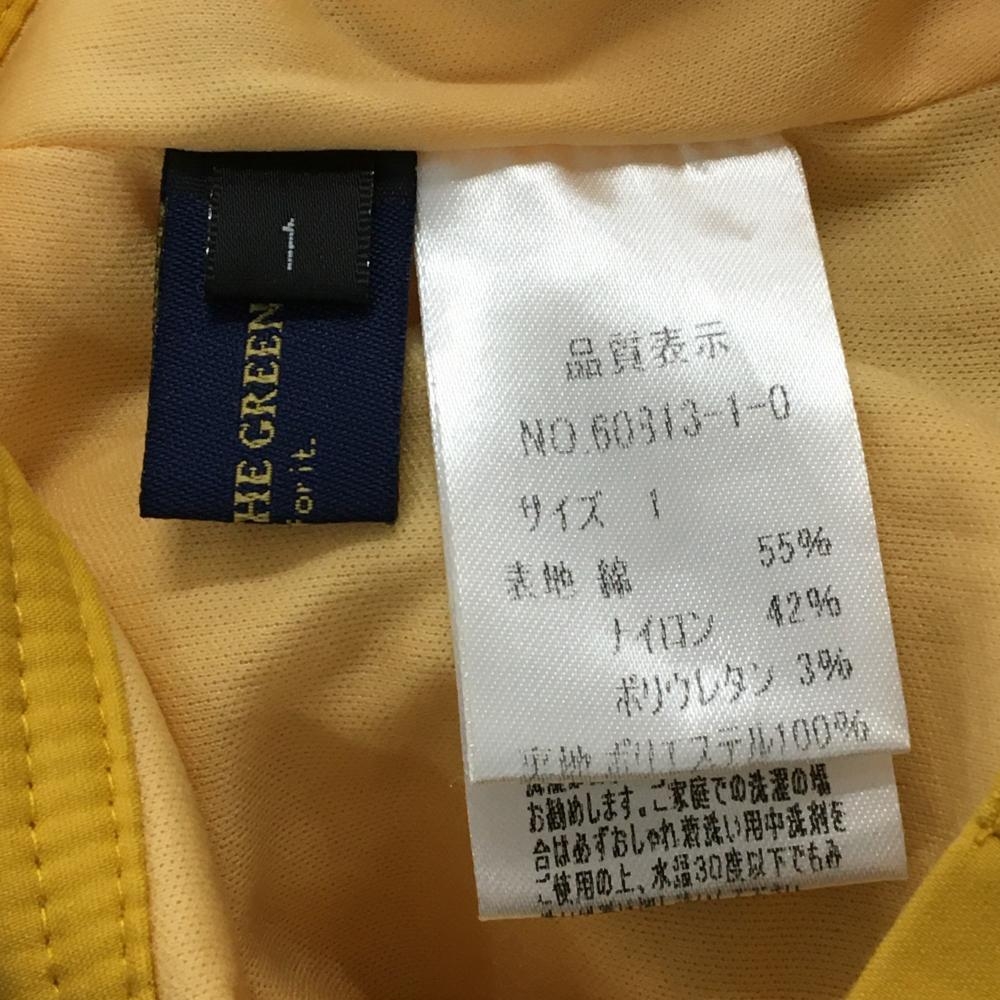 HE GREEN
for it.
品質表示
NO.60313-1-0
サイズ 1
表地 綿 55%
ナイロン 42%
ポリウレタン 3%
裏地 ポリエステル100%
お勧めします。ご家庭での洗濯の場
合は必ずおしゃれ着洗い用中洗剤を
ご使用の上、水温30度以下でもみ